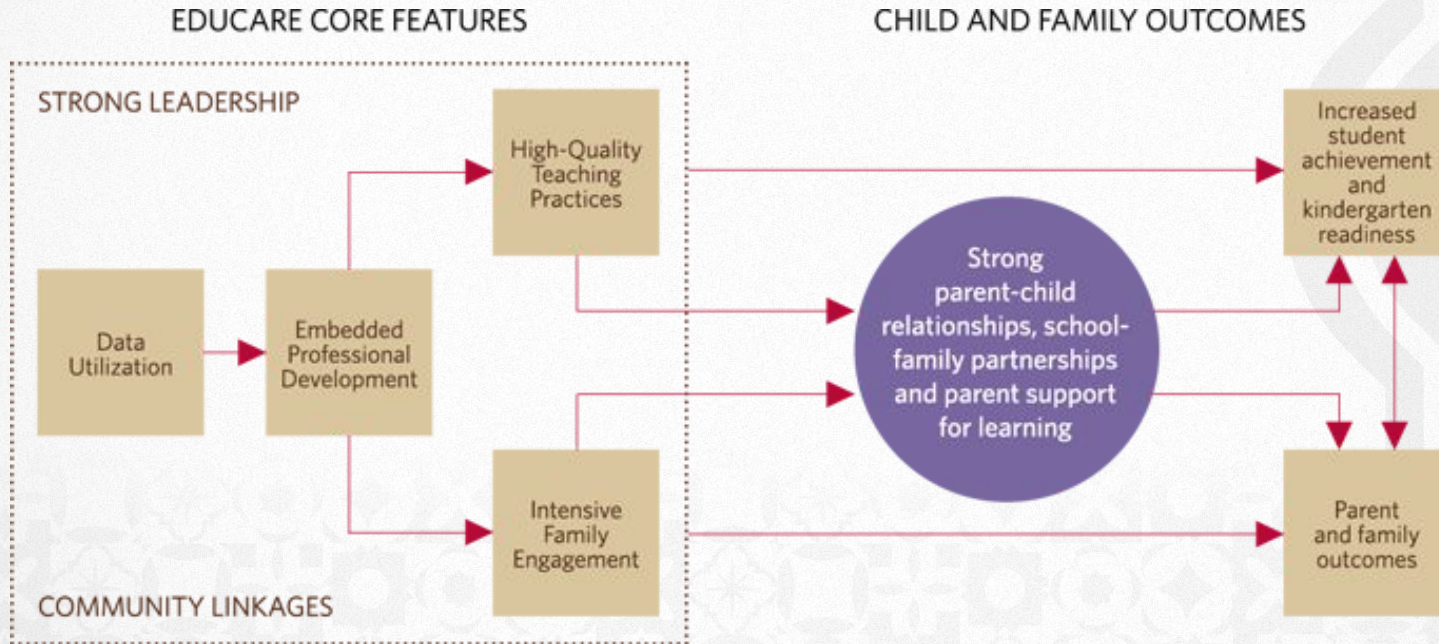 EDUCARE CORE FEATURES
CHILD AND FAMILY OUTCOMES
STRONG LEADERSHIP
Data
Utilization
Embedded
Professional
Development
High-Quality
Teaching
Practices
Intensive
Family
Engagement
COMMUNITY LINKAGES
Strong
parent-child
relationships, school-
family partnerships
and parent support
for learning
Increased
student
achievement
and
kindergarten
readiness
Parent
and family
outcomes